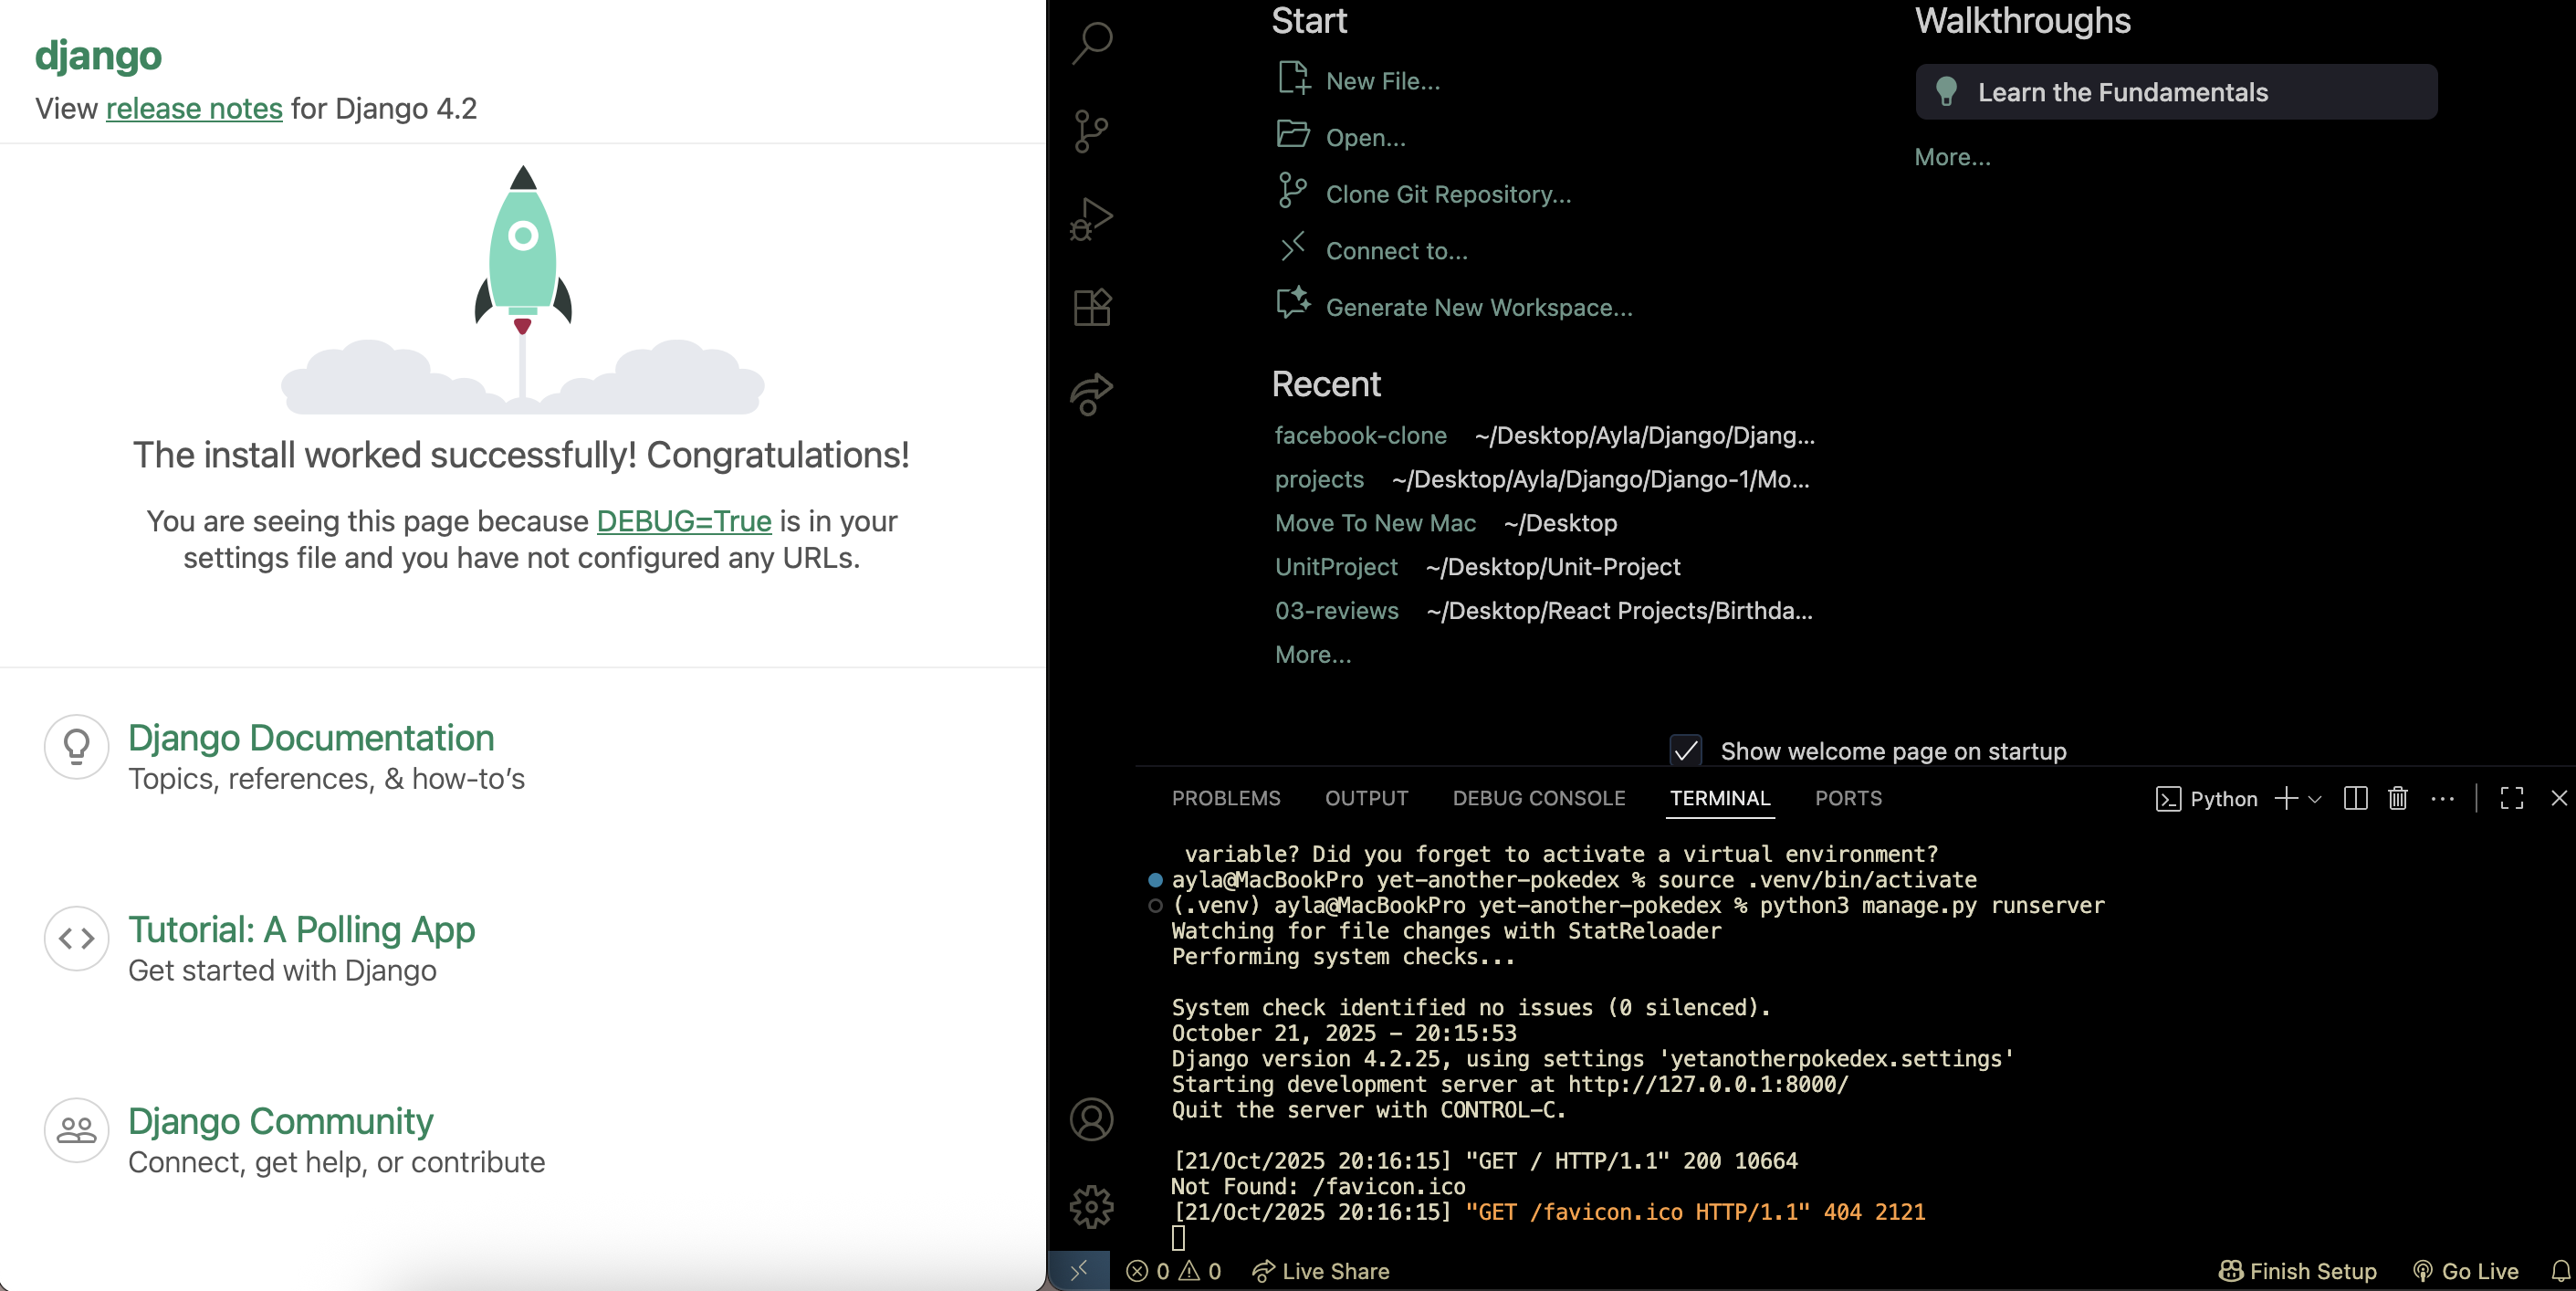 django
View release notes for Django 4.2
The install worked successfully! Congratulations!
You are seeing this page because DEBUG=True is in your
settings file and you have not configured any URLs.
Django Documentation
Topics, references, & how-to’s
Tutorial: A Polling App
Get started with Django
Django Community
Connect, get help, or contribute
Start
New File...
Open...
Clone Git Repository...
Connect to...
Generate New Workspace...
Recent
facebook-clone ~/Desktop/Ayla/Django/Djang...
projects ~/Desktop/Ayla/Django/Django-1/Mo...
Move To New Mac ~/Desktop
UnitProject ~/Desktop/Unit-Project
03-reviews ~/Desktop/React Projects/Birthda...
More...
Walkthroughs
Learn the Fundamentals
More...
Show welcome page on startup
PROBLEMS OUTPUT DEBUG CONSOLE TERMINAL PORTS Python
variable? Did you forget to activate a virtual environment?
ayla@MacBookPro yet-another-pokedex % source .venv/bin/activate
(.venv) ayla@MacBookPro yet-another-pokedex % python3 manage.py runserver
Watching for file changes with StatReloader
Performing system checks...
System check identified no issues (0 silenced).
October 21, 2025 - 20:15:53
Django version 4.2.25, using settings 'yetanotherpokedex.settings'
Starting development server at http://127.0.0.1:8000/
Quit the server with CONTROL-C.
[21/Oct/2025 20:16:15] "GET / HTTP/1.1" 200 10664
Not Found: /favicon.ico
[21/Oct/2025 20:16:15] "GET /favicon.ico HTTP/1.1" 404 2121
0 0 Live Share Finish Setup Go Live